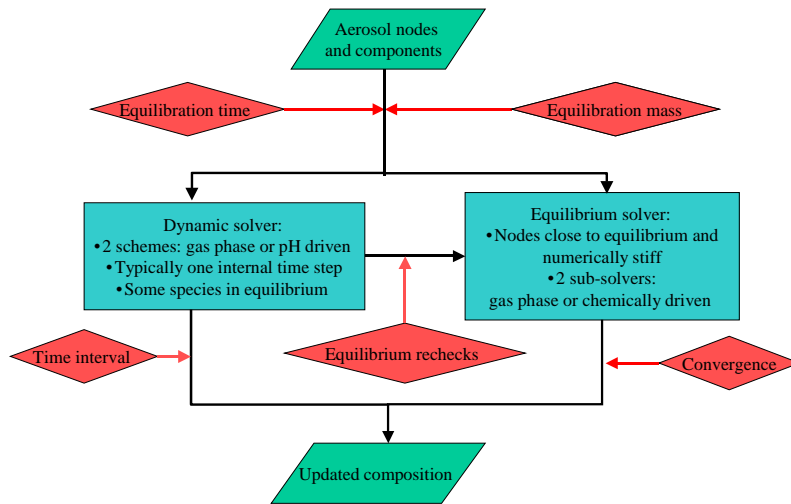 Aerosol nodes
and components
Equilibration time
Equilibration mass
Dynamic solver:
•2 schemes: gas phase or pH driven
•Typically one internal time step
•Some species in equilibrium
Equilibrium solver:
•Nodes close to equilibrium and
numerically stiff
•2 sub-solvers:
gas phase or chemically driven
Time interval
Equilibrium rechecks
Convergence
Updated composition